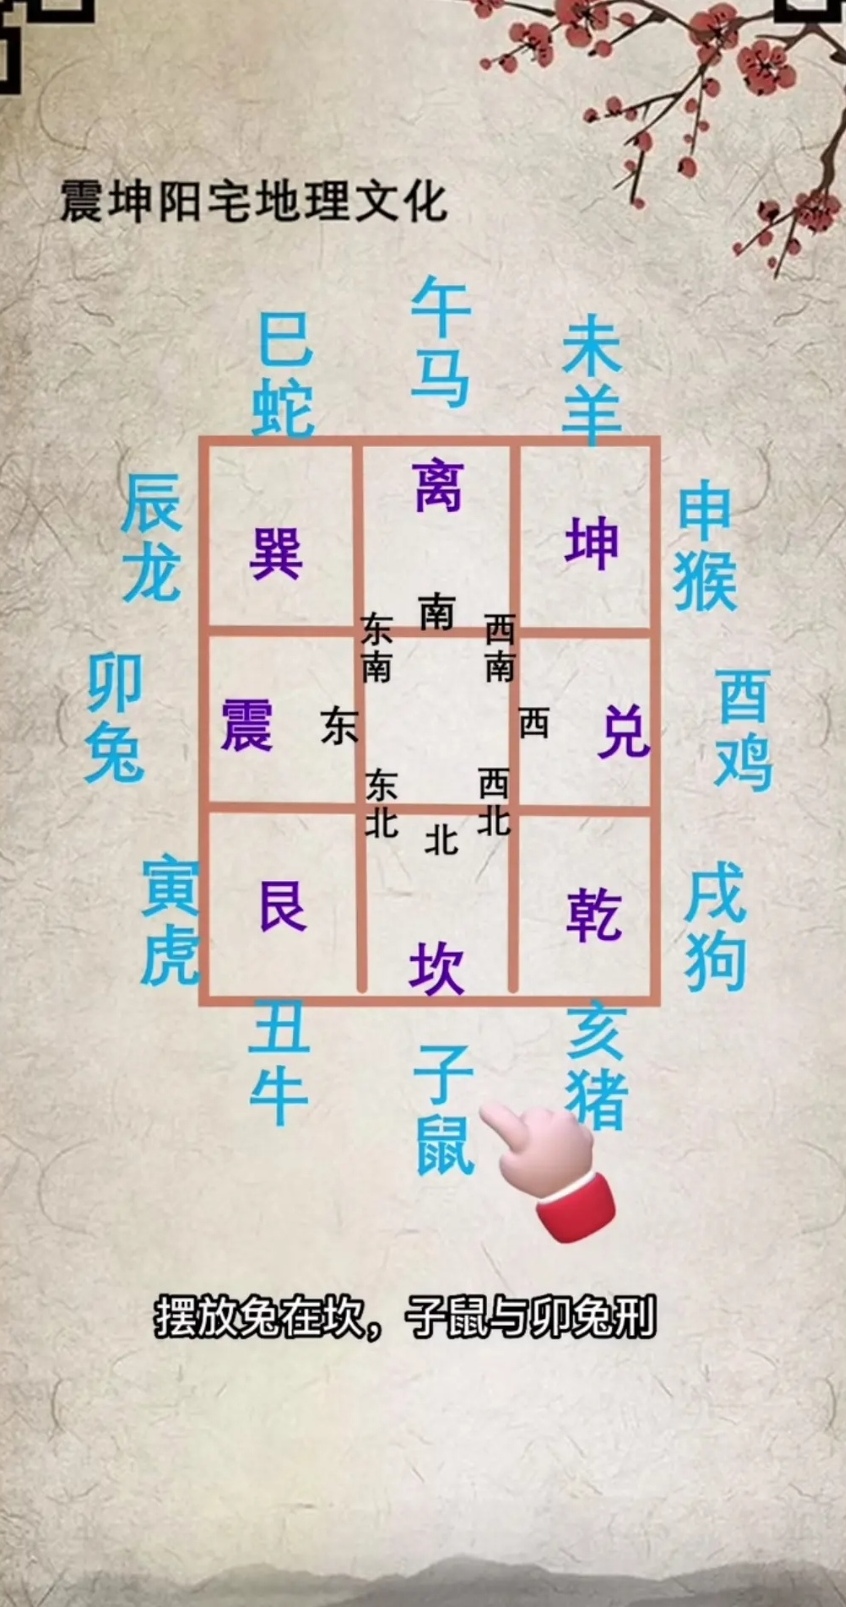 震坤阳宅地理文化
午马
巳蛇
未羊
辰龙
申猴
离
巽
坤
南
东南
西南
卯兔
酉鸡
震
东
西
兑
东北
西北
北
寅虎
戌狗
艮
乾
坎
丑牛
亥猪
子鼠
摆放兔在坎，子鼠与卯兔刑